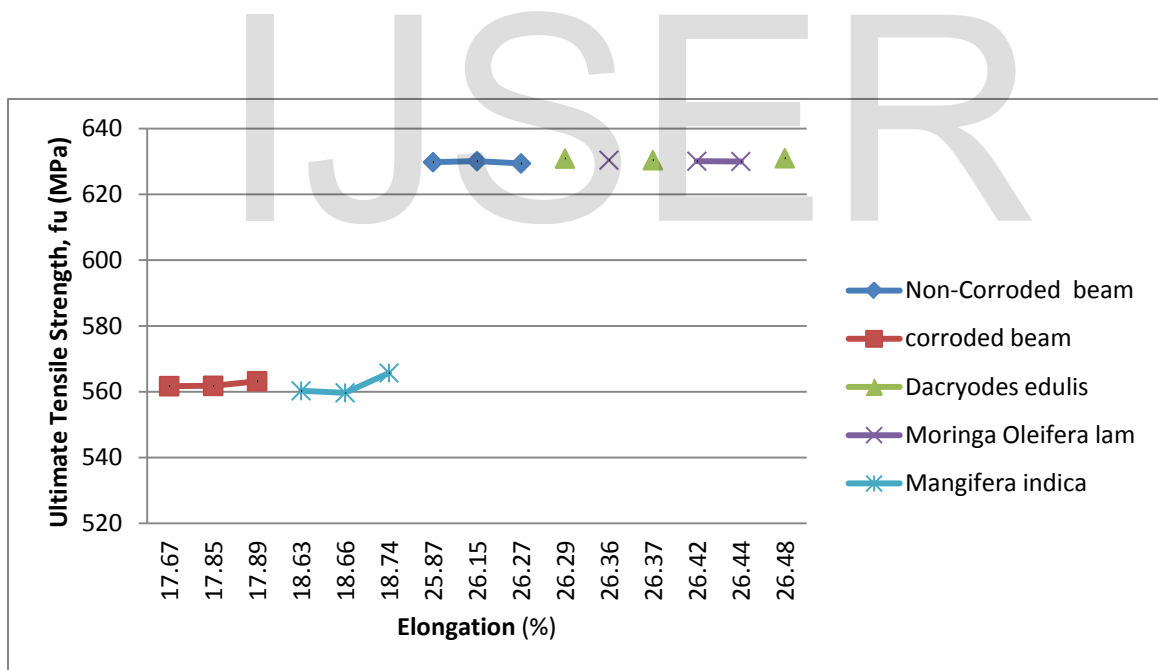 IJSER
Ultimate Tensile Strength, fu (MPa)
640
620
600
580
560
540
520
17.67
17.85
17.89
18.63
18.66
18.74
25.87
26.15
26.27
26.29
26.36
26.37
26.42
26.44
26.48
Elongation (%)
Non-Corroded beam
corroded beam
Dacryodes edulis
Moringa Oleifera lam
Mangifera indica